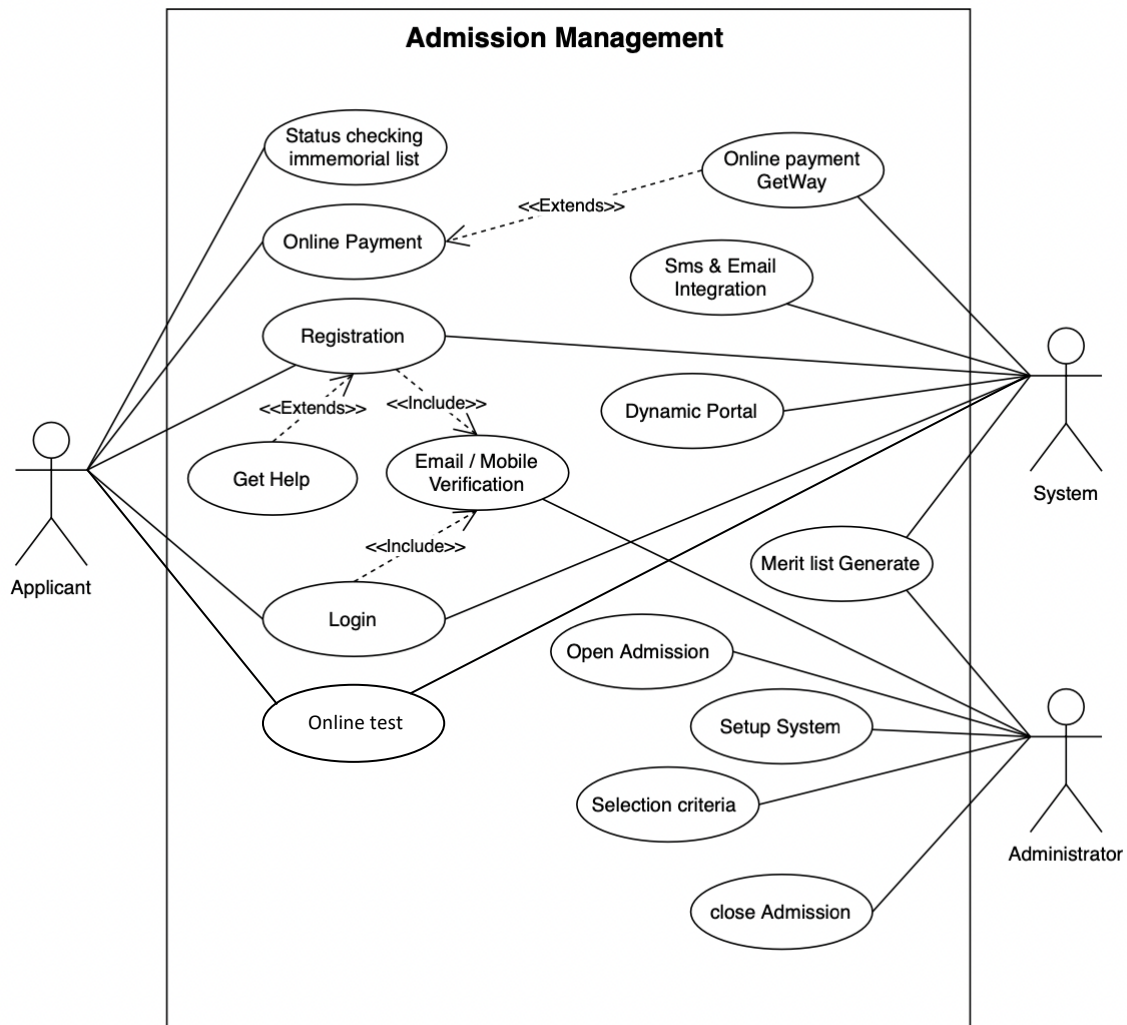 Admission Management
Status checking
immemorial list
Online payment
GetWay
<<Extends>>
Online Payment
Sms & Email
Integration
Registration
<<Extends>>
<<Include>>
Dynamic Portal
Email / Mobile
Verification
Get Help
System
<<Include>>
Merit list Generate
Applicant
Login
Open Admission
Online test
Setup System
Selection criteria
Administrator
close Admission